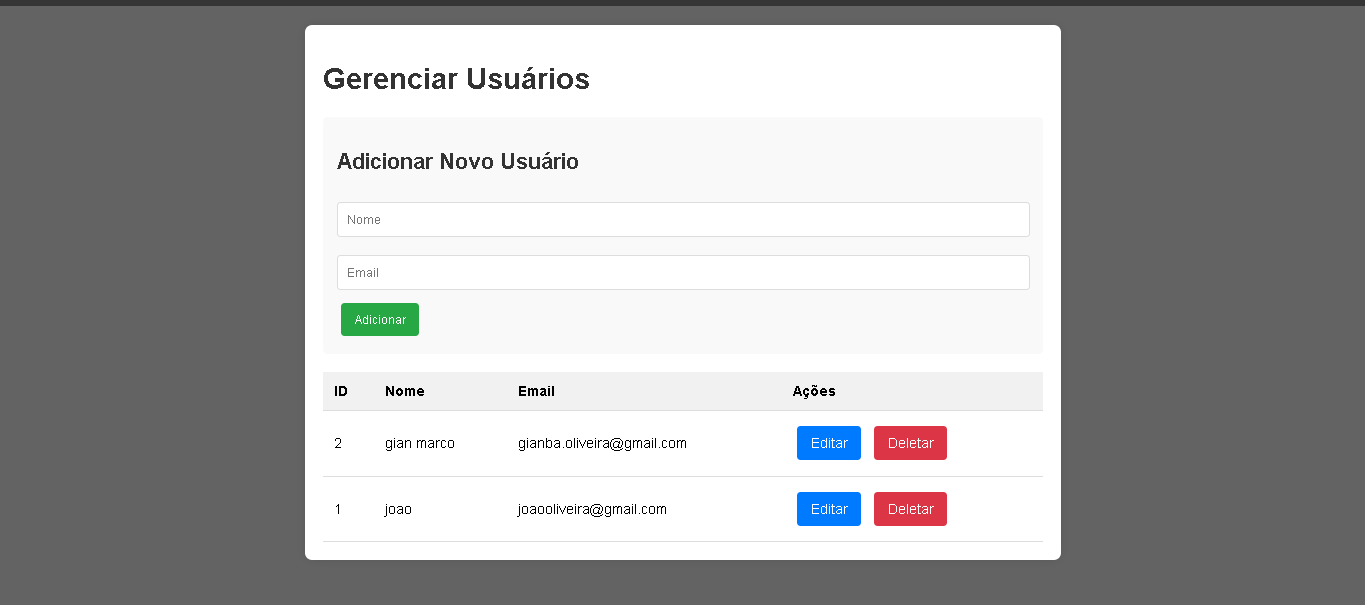 Gerenciar Usuários
Adicionar Novo Usuário
Nome
Email
Adicionar
ID Nome Email Ações
2 gian marco gianba.oliveira@gmail.com Editar Deletar
1 joao joaooliveira@gmail.com Editar Deletar